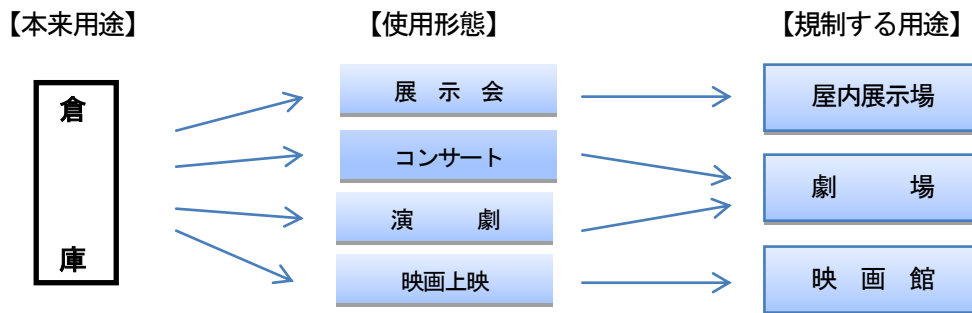 【本来用途】
【使用形態】
【規制する用途】
倉
庫
展 示 会
コンサート
演 劇
映画上映
屋内展示場
劇 場
映 画 館